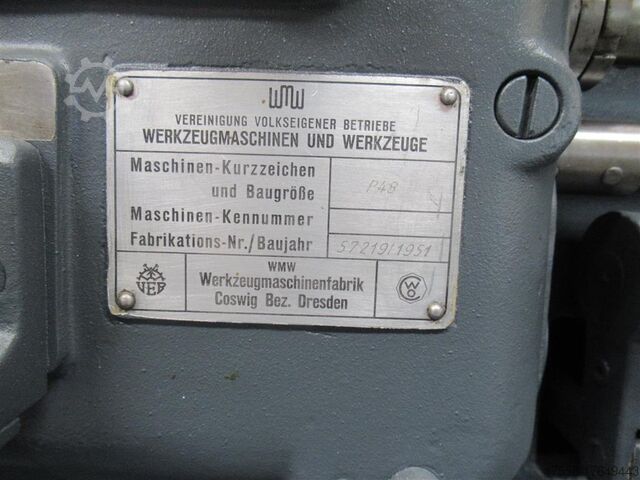 WMW
VEREINIGUNG VOLKSEIGENER BETRIEBE
WERKZEUGMASCHINEN UND WERKZEUGE
Maschinen-Kurzzeichen und Baugröße P48
Maschinen-Kennummer
Fabrikations-Nr./Baujahr 57219/1951
VEB
WMW
Werkzeugmaschinenfabrik
Coswig Bez. Dresden